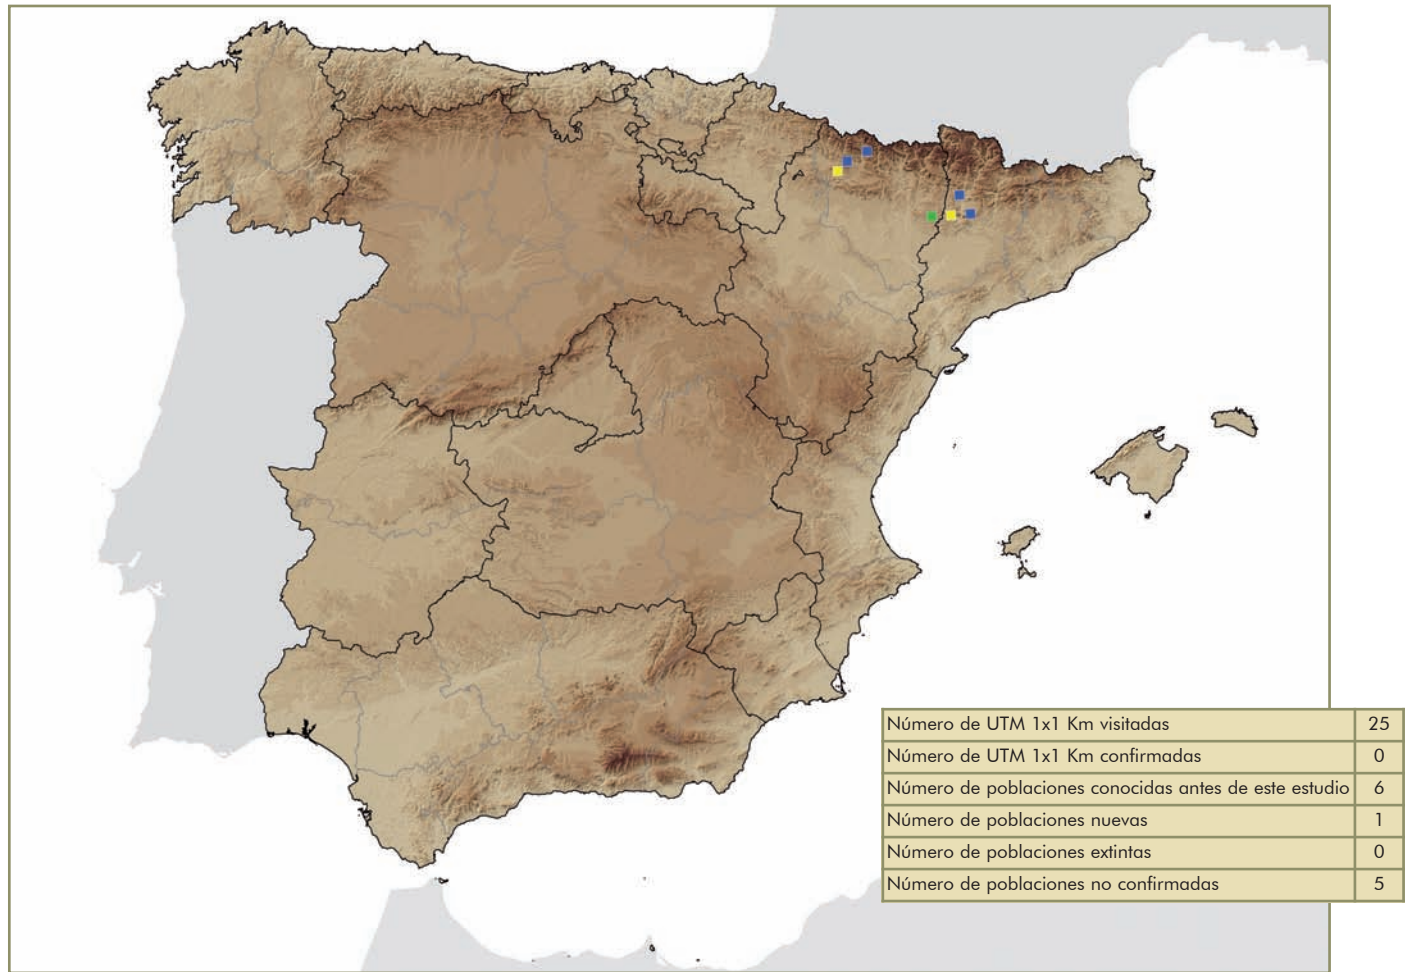 Número de UTM 1x1 Km visitadas 25
Número de UTM 1x1 Km confirmadas 0
Número de poblaciones conocidas antes de este estudio 6
Número de poblaciones nuevas 1
Número de poblaciones extintas 0
Número de poblaciones no confirmadas 5